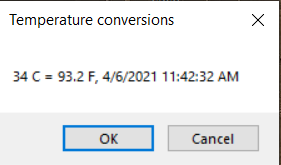 Temperature conversions
34 C = 93.2 F, 4/6/2021 11:42:32 AM
OK
Cancel